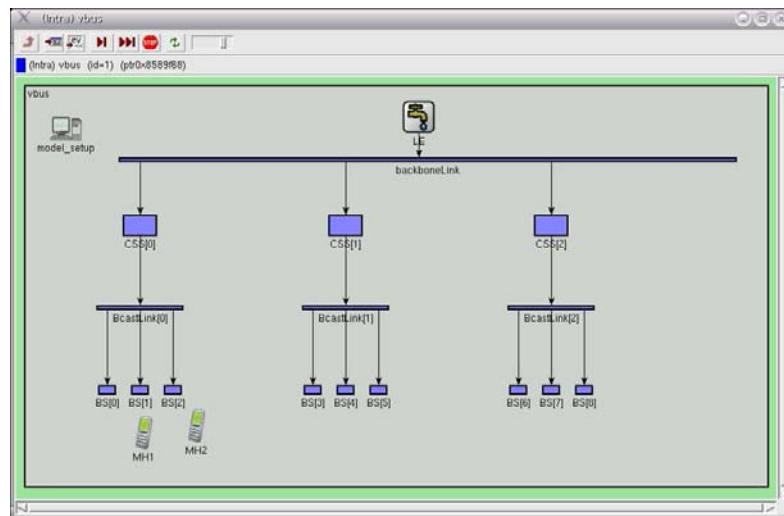 (Intra) vbus
STOP
(Intra) vbus (id=1) (ptr0x8589f88)
vbus
model_setup
LE
backboneLink
CSS[0] CSS[1] CSS[2]
BcastLink[0] BcastLink[1] BcastLink[2]
BS[0] BS[1] BS[2] BS[3] BS[4] BS[5] BS[6] BS[7] BS[8]
MH1 MH2